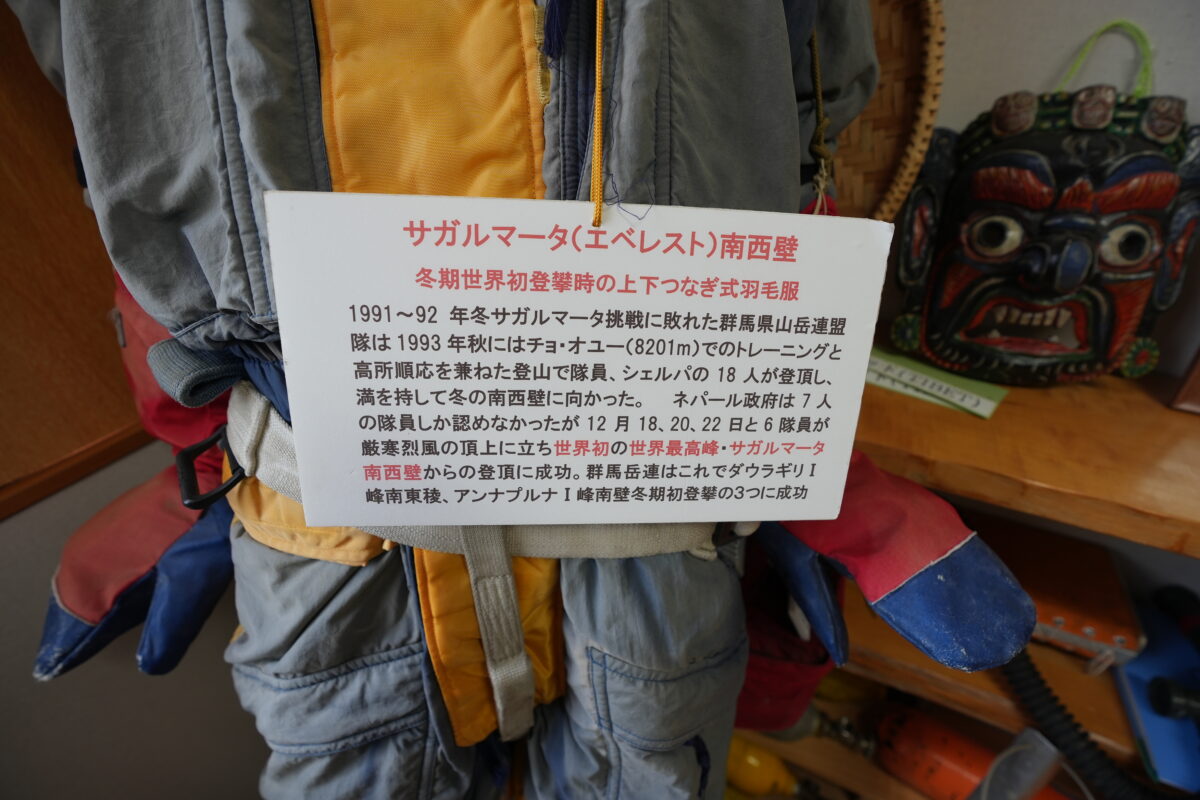 サガルマータ(エベレスト)南西壁
冬期世界初登攀時の上下つなぎ式羽毛服
1991～92 年冬サガルマータ挑戦に敗れた群馬県山岳連盟
隊は 1993 年秋にはチョ・オユー(8201m)でのトレーニングと
高所順応を兼ねた登山で隊員、シェルパの 18 人が登頂し、
満を持して冬の南西壁に向かった。 ネパール政府は 7 人
の隊員しか認めなかったが 12 月 18、20、22 日と 6 隊員が
厳寒烈風の頂上に立ち世界初の世界最高峰・サガルマータ
南西壁からの登頂に成功。群馬岳連はこれでダウラギリⅠ
峰南東稜、アンナプルナⅠ峰南壁冬期初登攀の3つに成功